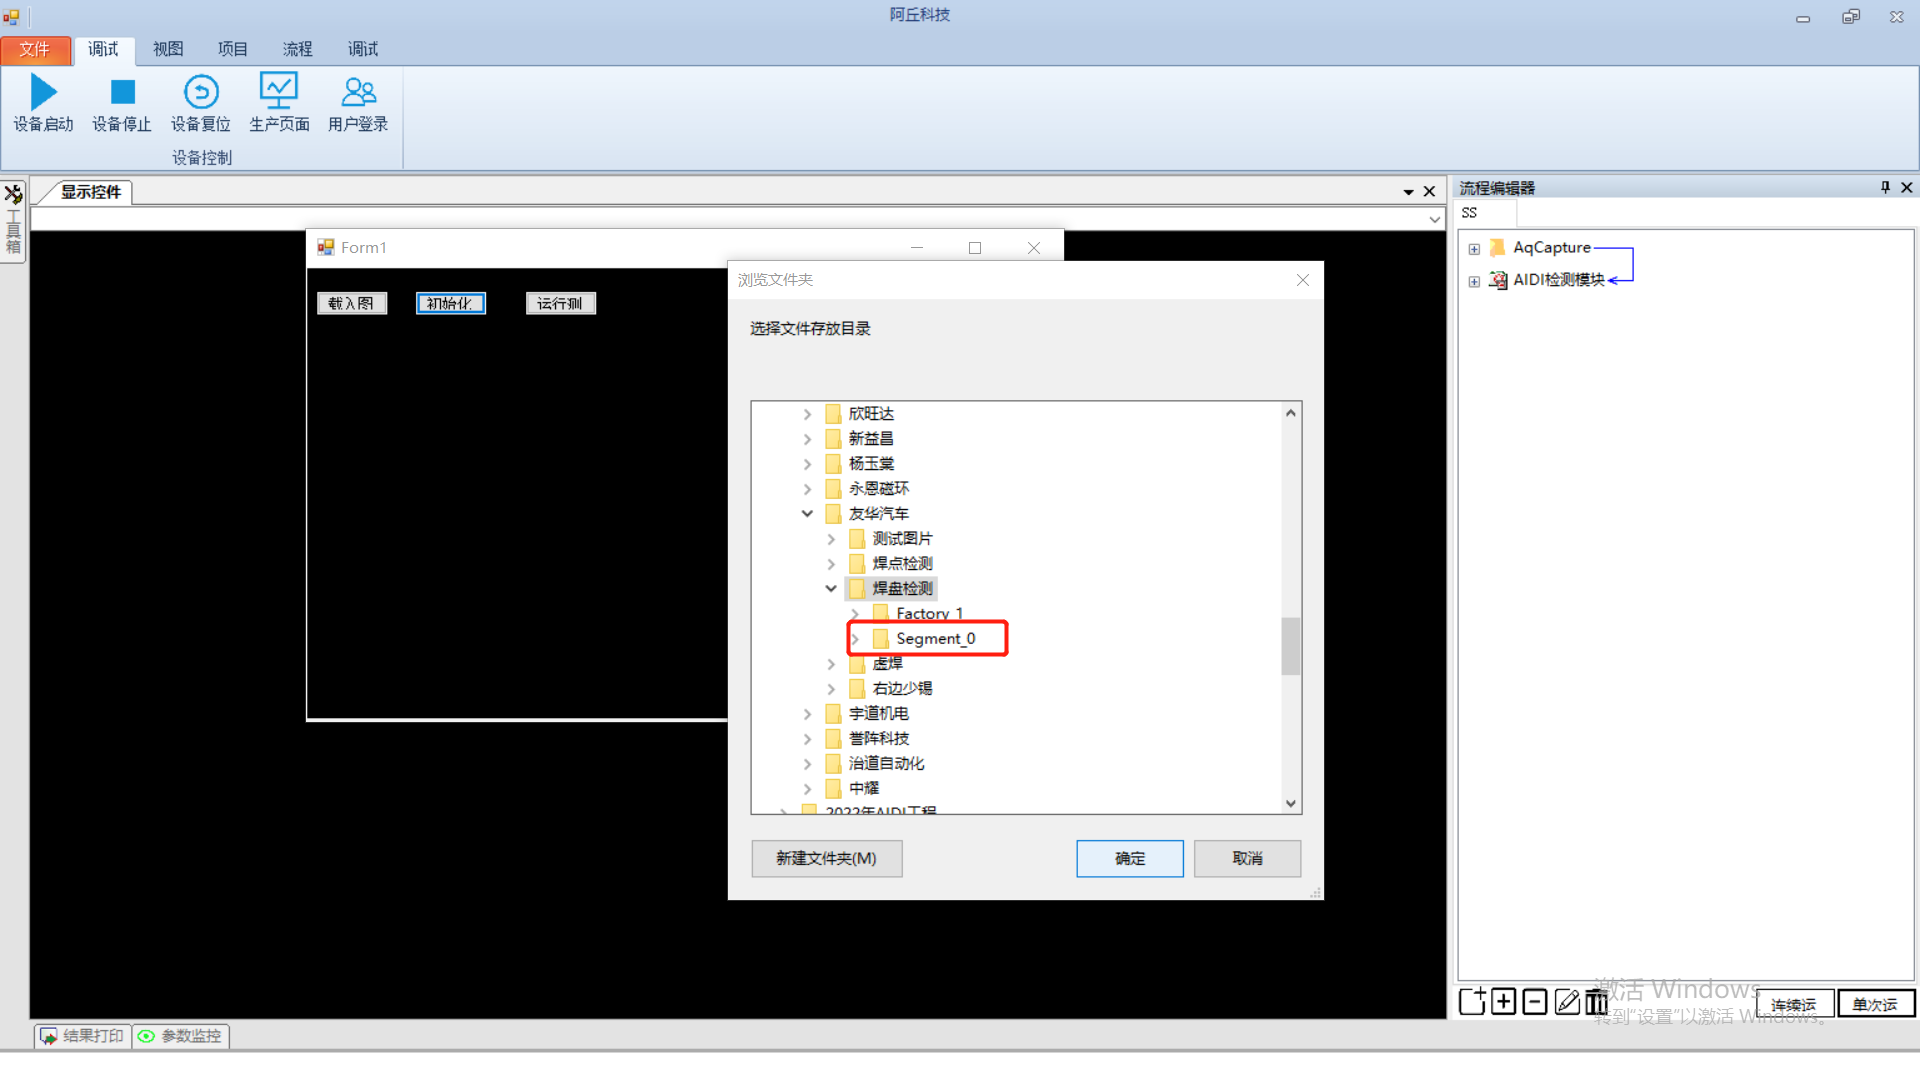 阿丘科技
文件 调试 视图 项目 流程 调试
设备启动 设备停止 设备复位 生产页面 用户登录
设备控制
工具箱
显示控件
流程编辑器
SS
AqCapture
AIDI检测模块
Form1
载入图 初始化 运行测
浏览文件夹
选择文件存放目录
欣旺达
新益昌
杨玉棠
永恩磁环
友华汽车
测试图片
焊点检测
焊盘检测
Factory_1
Segment_0
虚焊
右边少锡
宇道机电
誉阵科技
治道自动化
中耀
2022年AIDI工程
新建文件夹(M) 确定 取消
激活 Windows
转到"设置"以激活 Windows。
连续运 单次运
结果打印 参数监控